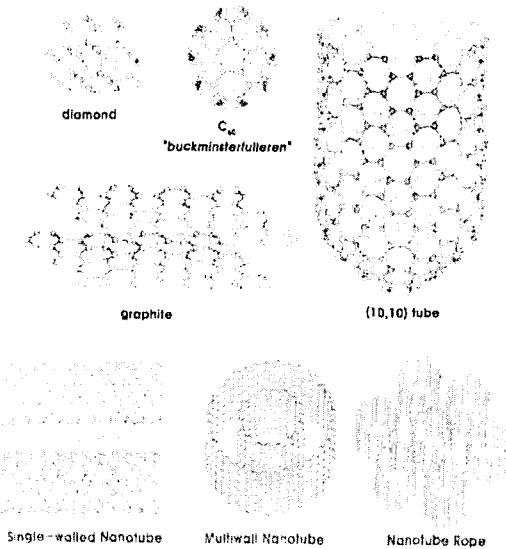 diamond
C₆₀
"buckminsterfulleren"
graphite
(10,10) tube
Single-walled Nanotube
Multiwall Nanotube
Nanotube Rope